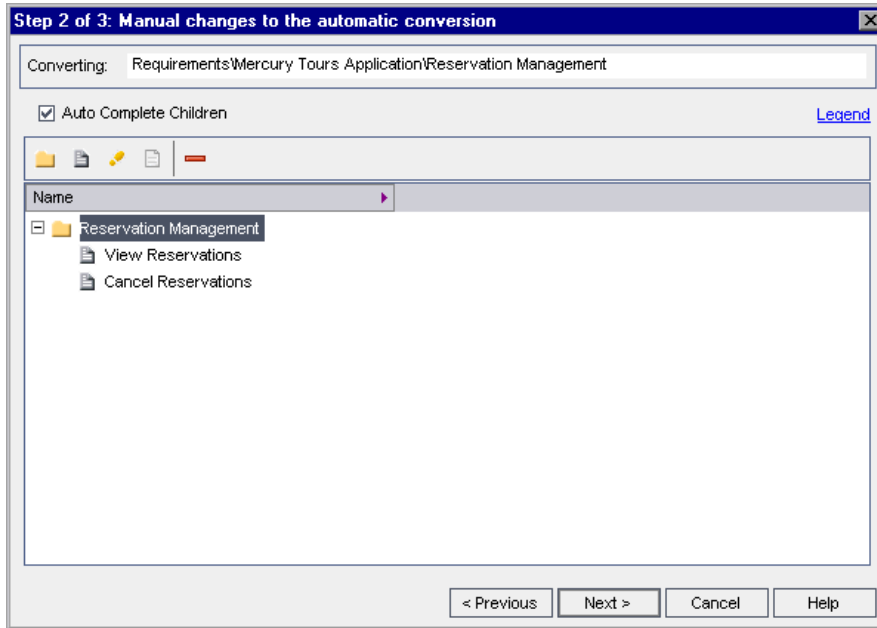 Step 2 of 3: Manual changes to the automatic conversion
Converting: Requirements\Mercury Tours Application\Reservation Management
Auto Complete Children
Legend
Name
Reservation Management
View Reservations
Cancel Reservations
< Previous Next > Cancel Help